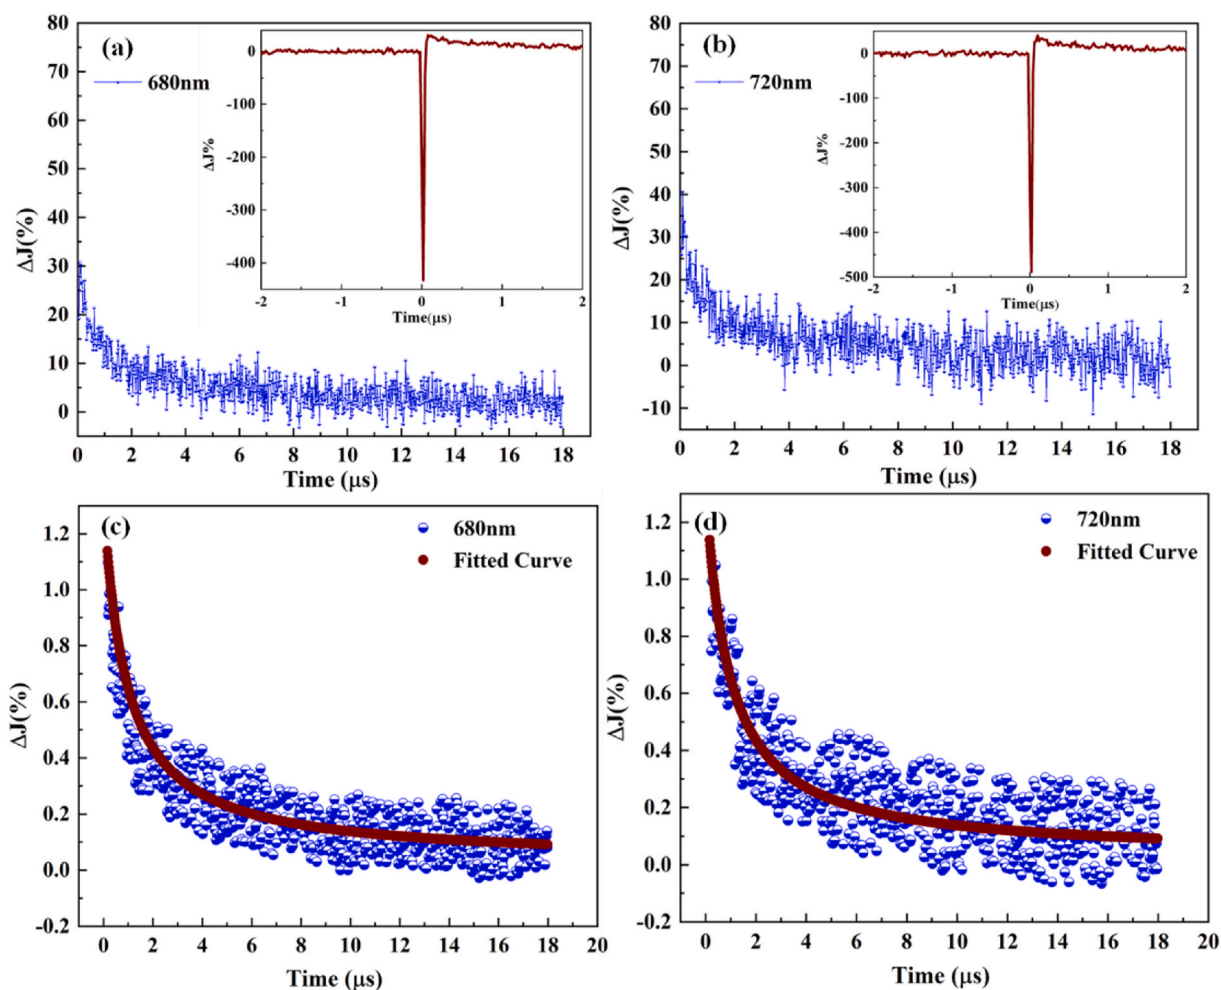 (a)
680nm
ΔJ(%)
80
70
60
50
40
30
20
10
0
0 2 4 6 8 10 12 14 16 18
Time (μs)
ΔJ%
0
-100
-200
-300
-400
-2 -1 0 1 2
Time(μs)
(b)
720nm
ΔJ(%)
80
70
60
50
40
30
20
10
0
-10
0 2 4 6 8 10 12 14 16 18
Time (μs)
ΔJ%
0
-100
-200
-300
-400
-500
-2 -1 0 1 2
Time(μs)
(c)
680nm
Fitted Curve
ΔJ(%)
1.2
1.0
0.8
0.6
0.4
0.2
0.0
-0.2
0 2 4 6 8 10 12 14 16 18 20
Time (μs)
(d)
720nm
Fitted Curve
ΔJ(%)
1.2
1.0
0.8
0.6
0.4
0.2
0.0
-0.2
0 2 4 6 8 10 12 14 16 18 20
Time (μs)